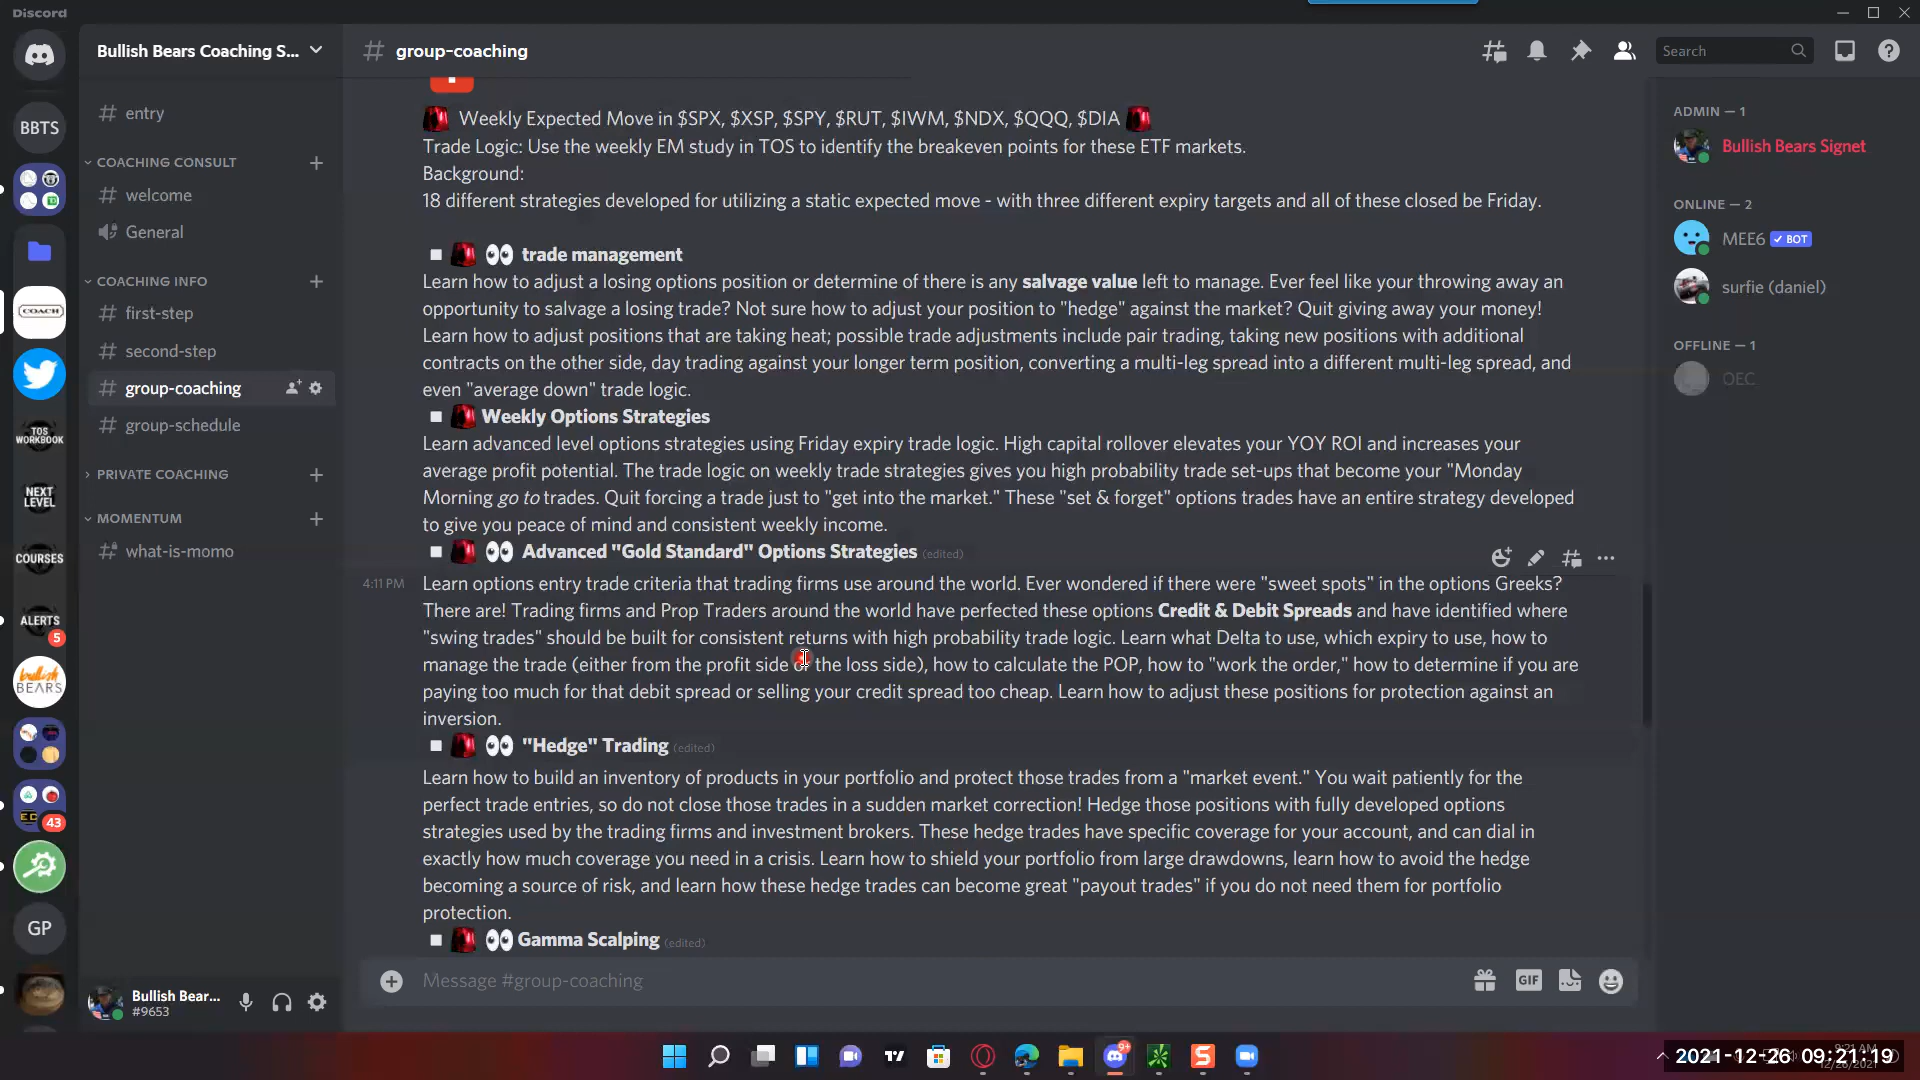 Discord
Bullish Bears Coaching S...
group-coaching
Search
BBTS
COACH
TOS
WORKBOOK
NEXT
LEVEL
COURSES
ALERTS
5
bullish
BEARS
43
GP
entry
COACHING CONSULT
welcome
General
COACHING INFO
first-step
second-step
group-coaching
group-schedule
PRIVATE COACHING
MOMENTUM
what-is-momo
Weekly Expected Move in $SPX, $XSP, $SPY, $RUT, $IWM, $NDX, $QQQ, $DIA
Trade Logic: Use the weekly EM study in TOS to identify the breakeven points for these ETF markets.
Background:
18 different strategies developed for utilizing a static expected move - with three different expiry targets and all of these closed be Friday.
trade management
Learn how to adjust a losing options position or determine of there is any salvage value left to manage. Ever feel like your throwing away an
opportunity to salvage a losing trade? Not sure how to adjust your position to "hedge" against the market? Quit giving away your money!
Learn how to adjust positions that are taking heat; possible trade adjustments include pair trading, taking new positions with additional
contracts on the other side, day trading against your longer term position, converting a multi-leg spread into a different multi-leg spread, and
even "average down" trade logic.
Weekly Options Strategies
Learn advanced level options strategies using Friday expiry trade logic. High capital rollover elevates your YOY ROI and increases your
average profit potential. The trade logic on weekly trade strategies gives you high probability trade set-ups that become your "Monday
Morning go to trades. Quit forcing a trade just to "get into the market." These "set & forget" options trades have an entire strategy developed
to give you peace of mind and consistent weekly income.
Advanced "Gold Standard" Options Strategies (edited)
4:11 PM
Learn options entry trade criteria that trading firms use around the world. Ever wondered if there were "sweet spots" in the options Greeks?
There are! Trading firms and Prop Traders around the world have perfected these options Credit & Debit Spreads and have identified where
"swing trades" should be built for consistent returns with high probability trade logic. Learn what Delta to use, which expiry to use, how to
manage the trade (either from the profit side or the loss side), how to calculate the POP, how to "work the order," how to determine if you are
paying too much for that debit spread or selling your credit spread too cheap. Learn how to adjust these positions for protection against an
inversion.
"Hedge" Trading (edited)
Learn how to build an inventory of products in your portfolio and protect those trades from a "market event." You wait patiently for the
perfect trade entries, so do not close those trades in a sudden market correction! Hedge those positions with fully developed options
strategies used by the trading firms and investment brokers. These hedge trades have specific coverage for your account, and can dial in
exactly how much coverage you need in a crisis. Learn how to shield your portfolio from large drawdowns, learn how to avoid the hedge
becoming a source of risk, and learn how these hedge trades can become great "payout trades" if you do not need them for portfolio
protection.
Gamma Scalping (edited)
Message #group-coaching
GIF
ADMIN — 1
Bullish Bears Signet
ONLINE — 2
MEE6 BOT
surfie (daniel)
OFFLINE — 1
OEC
Bullish Bear...
#9653
9+
2021-12-26 09:21:19